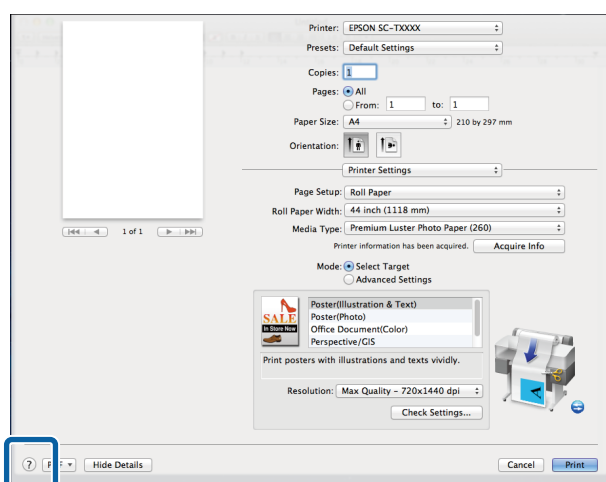 Printer: EPSON SC-TXXXX
Presets: Default Settings
Copies: 1
Pages: All
From: 1 to: 1
Paper Size: A4 210 by 297 mm
Orientation:
Printer Settings
Page Setup: Roll Paper
Roll Paper Width: 44 inch (1118 mm)
Media Type: Premium Luster Photo Paper (260)
1 of 1
Printer information has been acquired. Acquire Info
Mode: Select Target
Advanced Settings
SALE
In Store Now
Poster(Illustration & Text)
Poster(Photo)
Office Document(Color)
Perspective/GIS
Print posters with illustrations and texts vividly.
Resolution: Max Quality – 720x1440 dpi
Check Settings...
? Hide Details Cancel Print